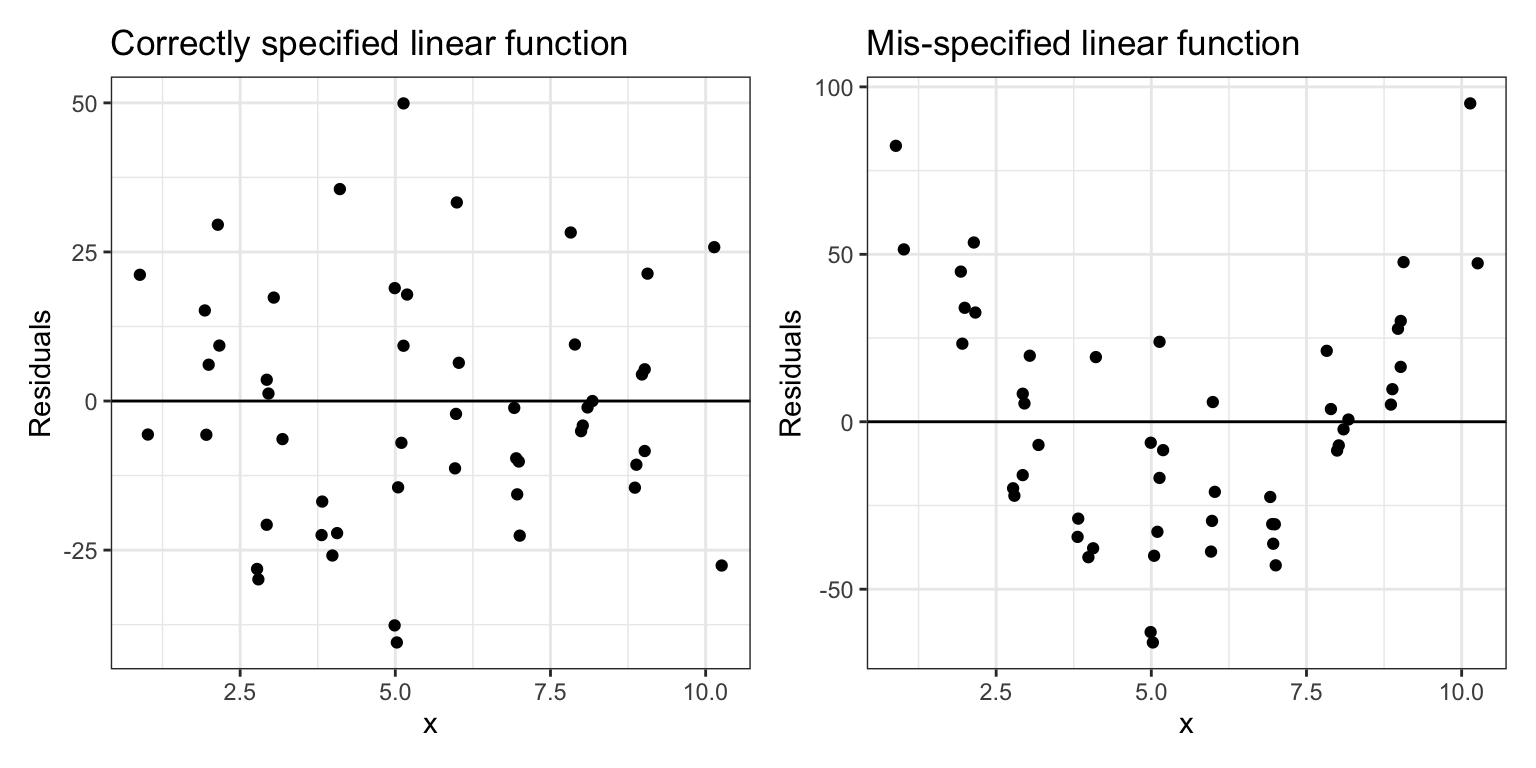 Correctly specified linear function
50
25
0
-25
Residuals
2.5 5.0 7.5 10.0
x
Mis-specified linear function
100
50
0
-50
Residuals
2.5 5.0 7.5 10.0
x